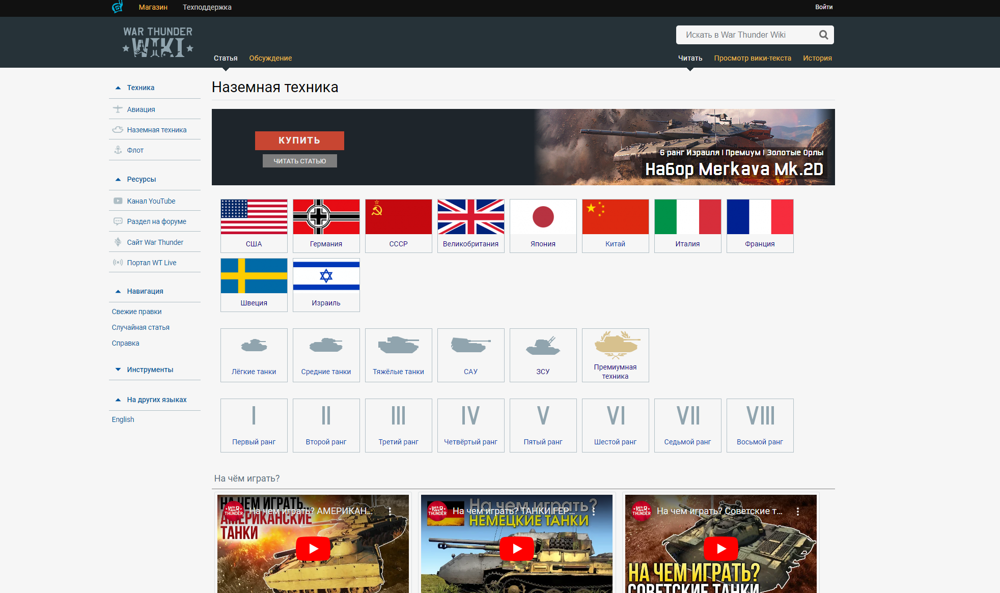 Магазин Техподдержка Войти
WAR THUNDER
WIKI
Искать в War Thunder Wiki
Статья Обсуждение Читать Просмотр вики-текста История
Техника
Авиация
Наземная техника
Флот
Ресурсы
Канал YouTube
Раздел на форуме
Сайт War Thunder
Портал WT Live
Навигация
Свежие правки
Случайная статья
Справка
Инструменты
На других языках
English
Наземная техника
КУПИТЬ
ЧИТАТЬ СТАТЬЮ
6 ранг Израиля | Премиум | Золотые Орлы
Набор Merkava Mk.2D
США Германия СССР Великобритания Япония Китай Италия Франция
Швеция Израиль
Лёгкие танки Средние танки Тяжёлые танки САУ ЗСУ Премиумная
техника
I II III IV V VI VII VIII
Первый ранг Второй ранг Третий ранг Четвёртый ранг Пятый ранг Шестой ранг Седьмой ранг Восьмой ранг
На чём играть?
НА ЧЕМ ИГРАТЬ...
WAR THUNDER
На чем играть? АМЕРИКАН...
АМЕРИКАНСКИЕ
ТАНКИ
На чем играть?
WAR THUNDER
На чем играть? ТАНКИ ГЕР...
НЕМЕЦКИЕ ТАНКИ
WAR THUNDER
На чем играть? Советские т...
НА ЧЕМ ИГРАТЬ?
СОВЕТСКИЕ ТАНКИ